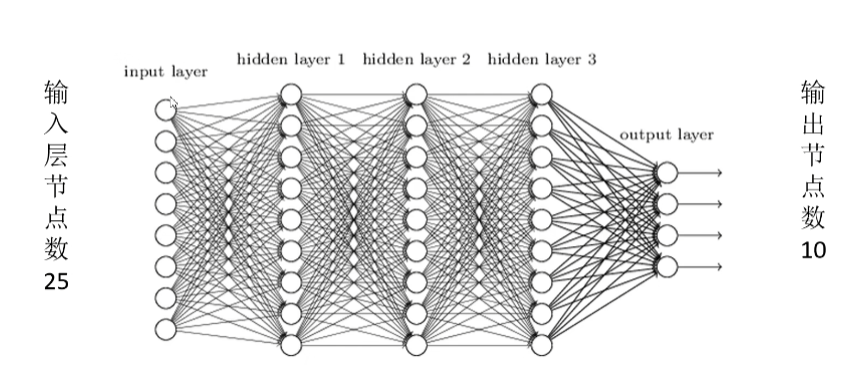 输入层节点数25
input layer
hidden layer 1
hidden layer 2
hidden layer 3
output layer
输出节点数10